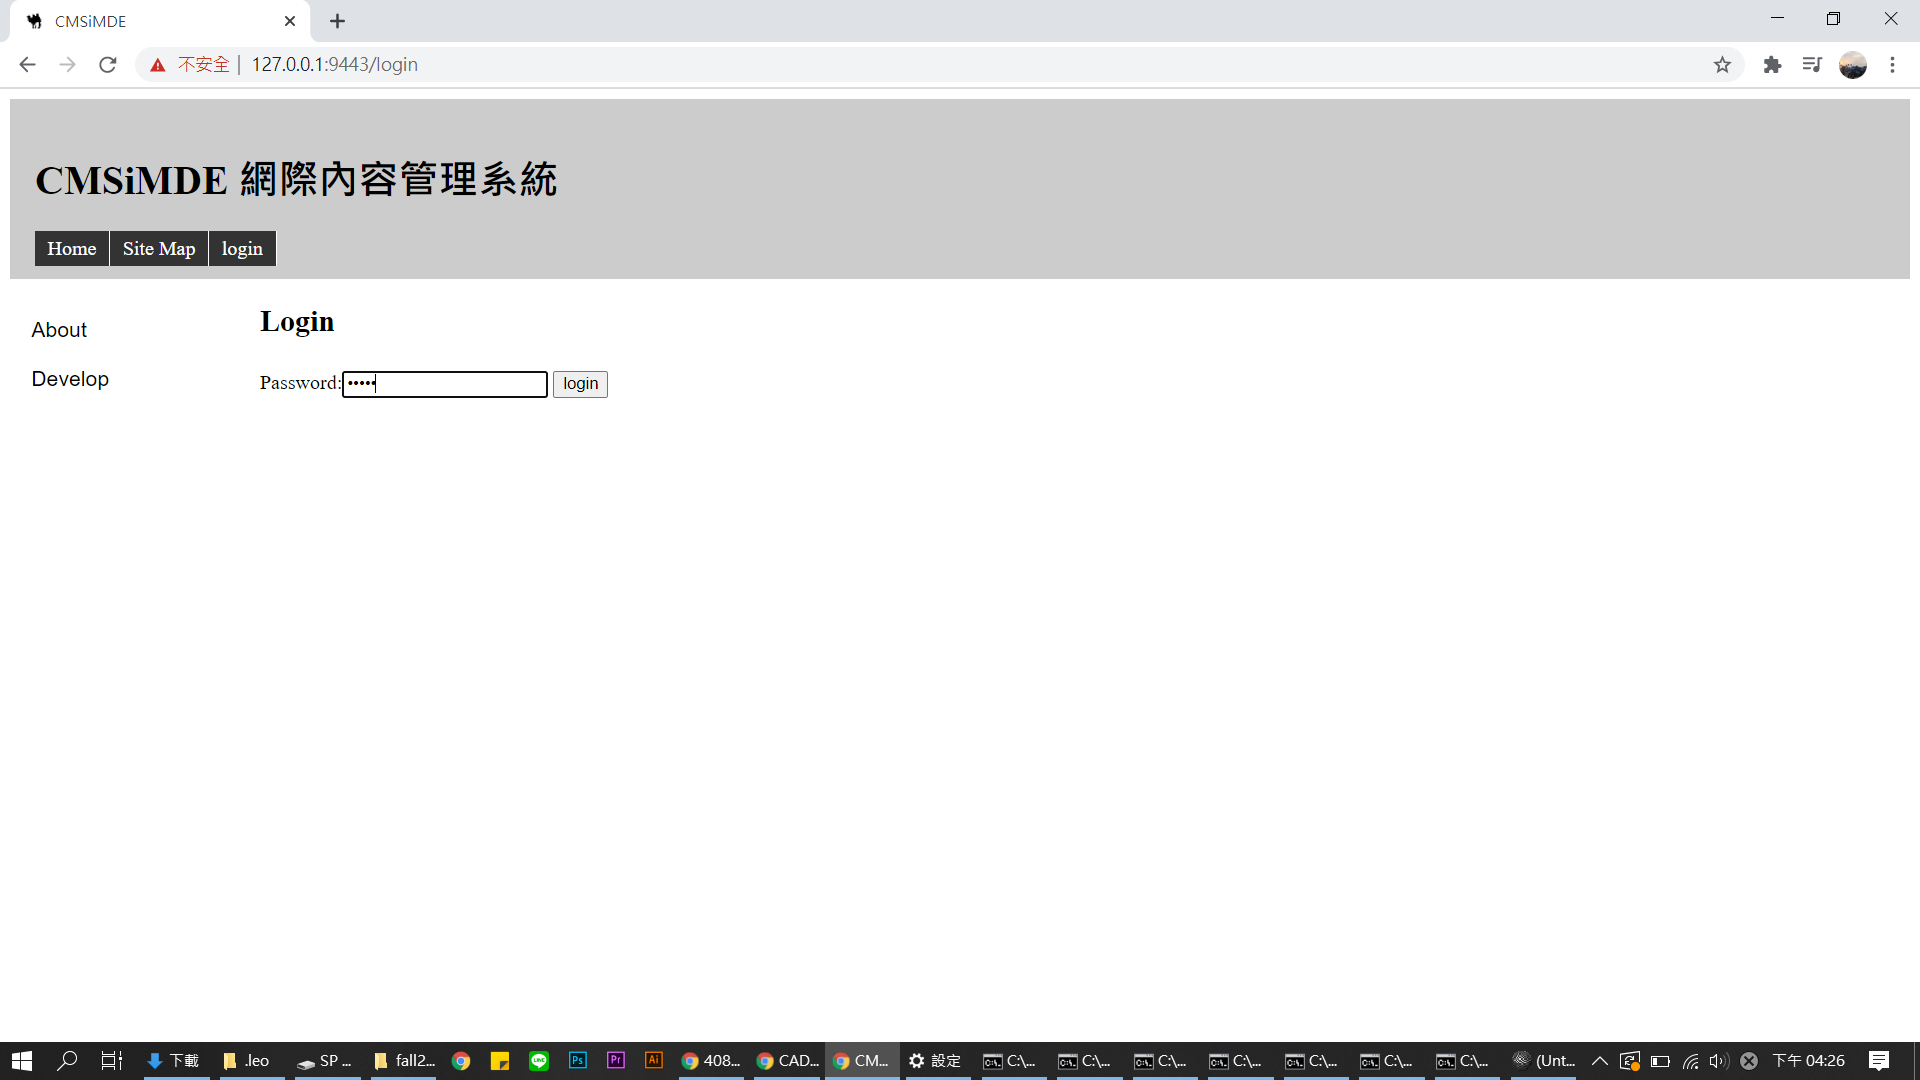 CMSiMDE
不安全 | 127.0.0.1:9443/login
CMSiMDE 網際內容管理系統
Home Site Map login
About
Develop
Login
Password: ••••• login
下載 .leo SP ... fall2... LINE Ps Pr Ai 408... CAD... CM... 設定 C:\... C:\... C:\... C:\... C:\... C:\... C:\... (Unt... 下午 04:26